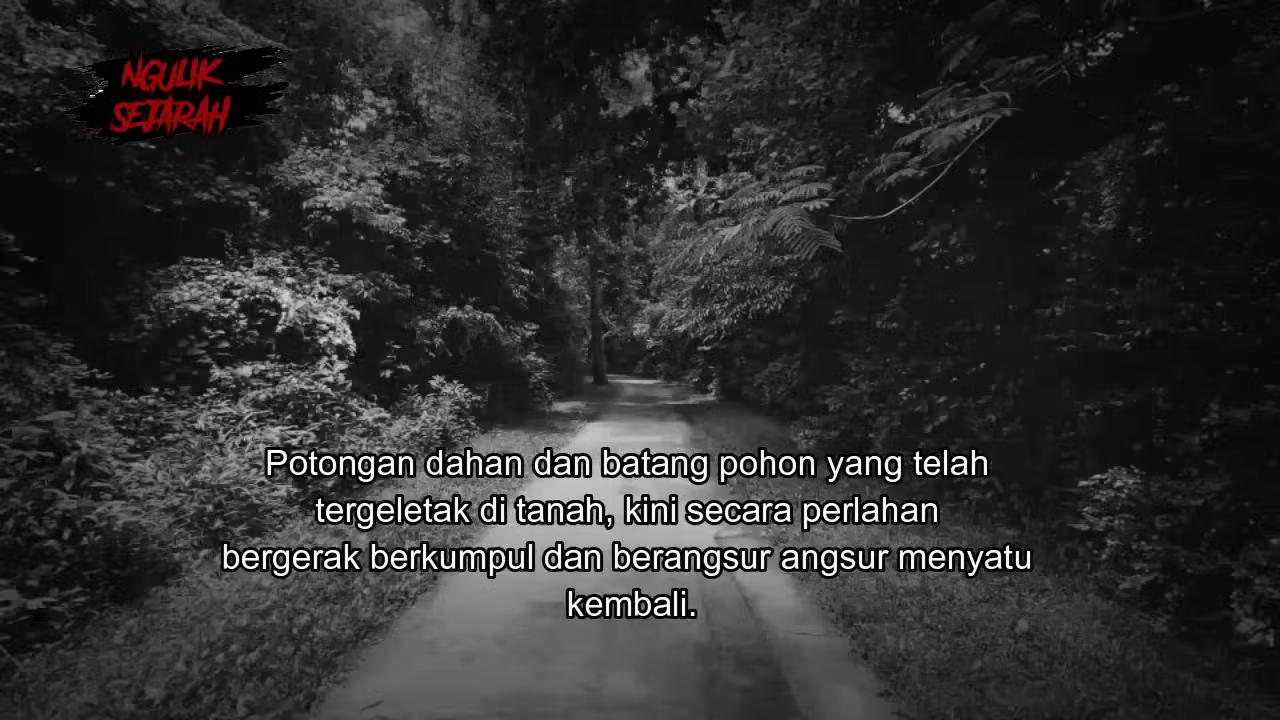 NGULIK
SEJARAH
Potongan dahan dan batang pohon yang telah
tergeletak di tanah, kini secara perlahan
bergerak berkumpul dan berangsur angsur menyatu
kembali.